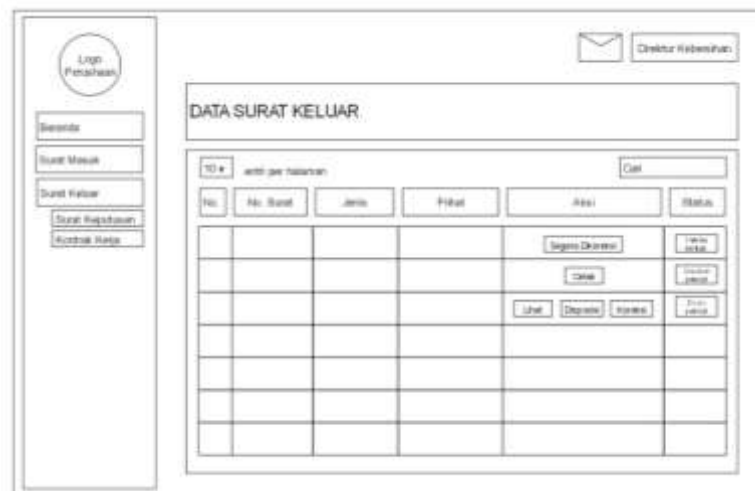 Logo
Perusahaan
Direktur Kebersihan
DATA SURAT KELUAR
Beranda
Surat Masuk
Surat Keluar
Surat Keputusan
Kontrak Kerja
10
entri per halaman
Cari
No. No. Surat Jenis Prihal Aksi Status
Segera Dikoreksi
Cetak
Lihat Disposisi Koreksi